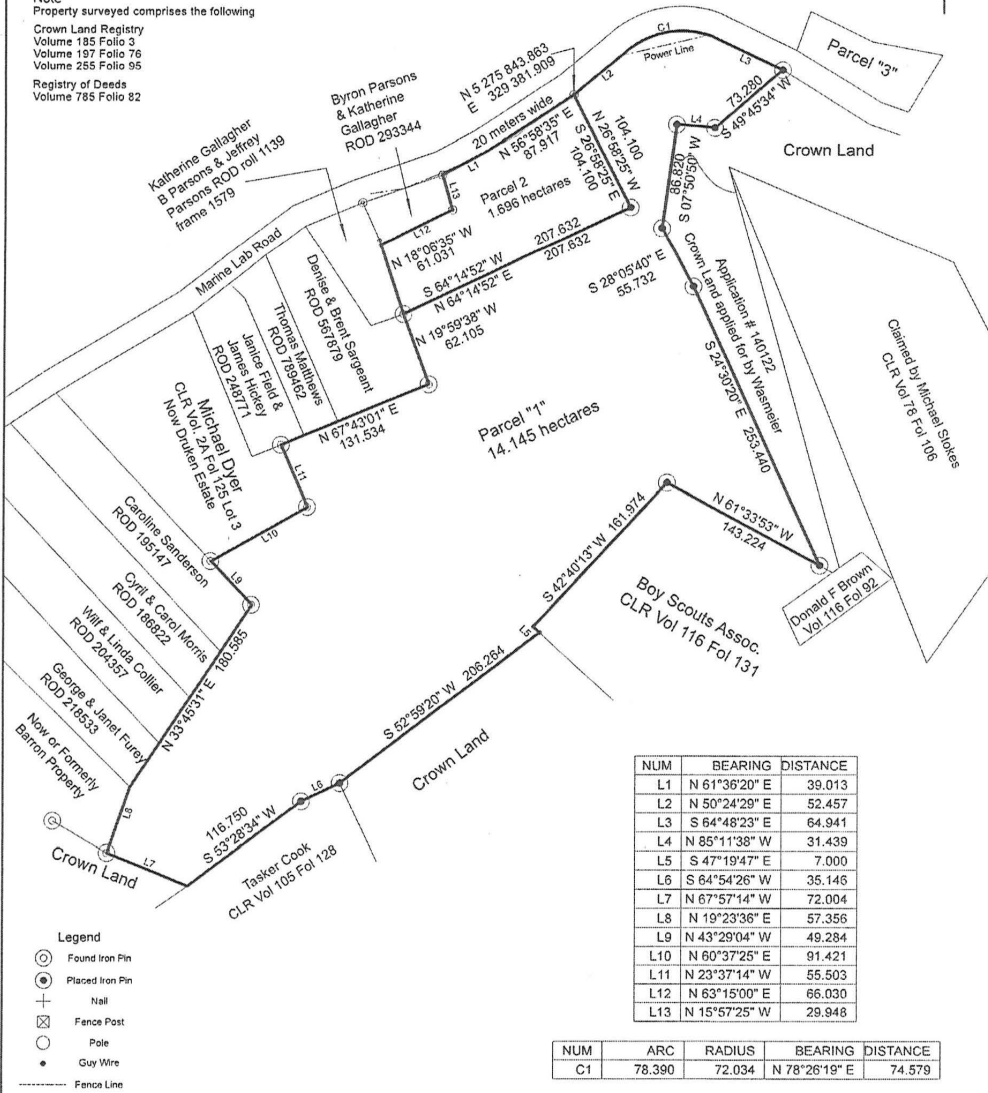 Note
Property surveyed comprises the following
Crown Land Registry
Volume 185 Folio 3
Volume 197 Folio 76
Volume 255 Folio 95
Registry of Deeds
Volume 785 Folio 82
C1
Power Line
L2
L3
Parcel "3"
N 5 275 843.863
E 329 381.909
Byron Parsons
& Katherine
Gallagher
ROD 293344
Katherine Gallagher
B Parsons & Jeffrey
Parsons ROD roll 1139
frame 1579
20 meters wide
N 56°58'35" E
87.917
L1
L13
L12
104.100
N 26°58'25" W
S 26°58'25" E
104.100
73.280
S 49°45'34" W
L4
86.820
S 07°50'50" W
Crown Land
Parcel 2
1.696 hectares
Marine Lab Road
N 18°06'35" W
61.031
207.632
S 64°14'52" W
N 64°14'52" E
207.632
S 28°05'40" E
55.732
Application # 140122
Crown Land applied for by Wasmeier
S 24°30'20" E 253.440
Claimed by Michael Stokes
CLR Vol 78 Fol 106
N 19°59'38" W
62.105
Denise & Brent Sargeant
ROD 567879
Thomas Matthews
ROD 789462
Janice Field &
James Hickey
ROD 248771
Michael Dyer
CLR Vol. 2A Fol 125 Lot 3
Now Druken Estate
N 67°43'01" E
131.534
Parcel "1"
14.145 hectares
L11
L10
L9
Caroline Sanderson
ROD 195147
Cyril & Carol Morris
ROD 186822
Wilf & Linda Collier
ROD 204357
George & Janet Furey
ROD 218533
Now or Formerly
Barron Property
N 33°45'31" E 180.585
S 42°40'13" W 161.974
N 61°33'53" W
143.224
Donald F Brown
Vol 116 Fol 92
Boy Scouts Assoc.
CLR Vol 116 Fol 131
L5
S 52°59'20" W 206.264
Crown Land
L6
116.750
S 53°28'34" W
Tasker Cook
CLR Vol 105 Fol 128
L8
L7
Crown Land
Legend
Found Iron Pin
Placed Iron Pin
Nail
Fence Post
Pole
Guy Wire
Fence Line
NUM BEARING DISTANCE
L1 N 61°36'20" E 39.013
L2 N 50°24'29" E 52.457
L3 S 64°48'23" E 64.941
L4 N 85°11'38" W 31.439
L5 S 47°19'47" E 7.000
L6 S 64°54'26" W 35.146
L7 N 67°57'14" W 72.004
L8 N 19°23'36" E 57.356
L9 N 43°29'04" W 49.284
L10 N 60°37'25" E 91.421
L11 N 23°37'14" W 55.503
L12 N 63°15'00" E 66.030
L13 N 15°57'25" W 29.948
NUM ARC RADIUS BEARING DISTANCE
C1 78.390 72.034 N 78°26'19" E 74.579